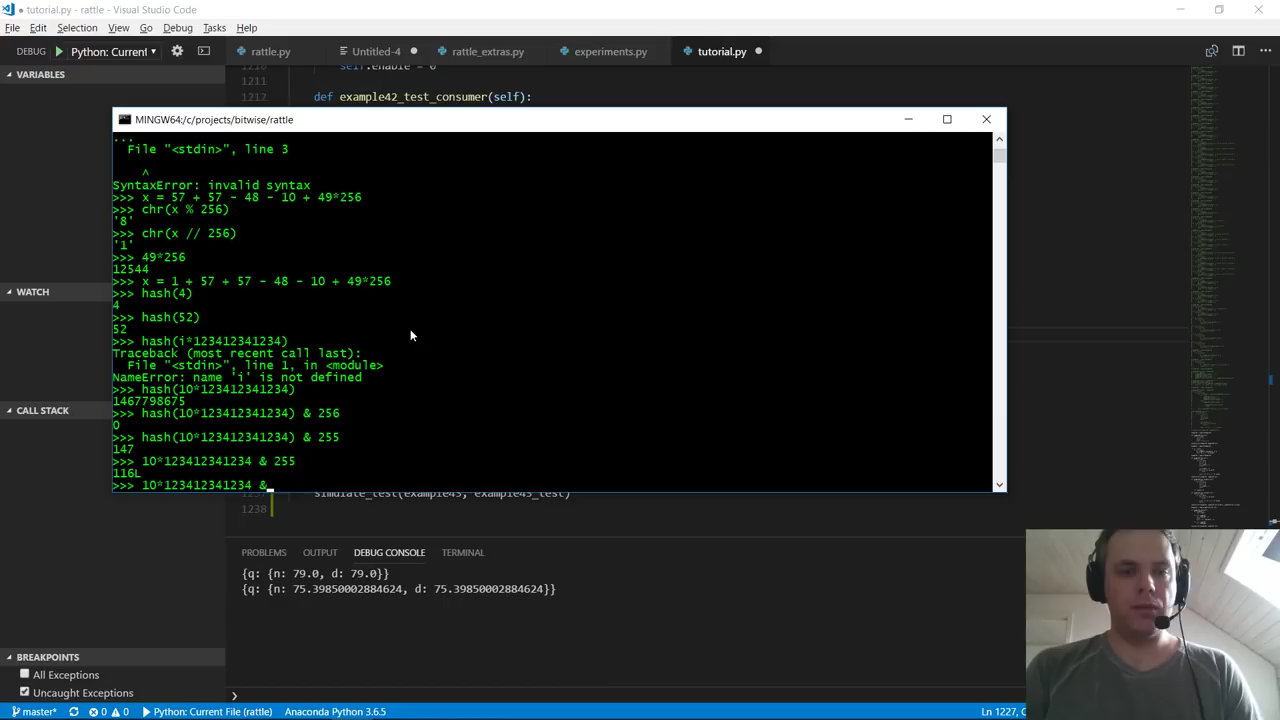 tutorial.py - rattle - Visual Studio Code
File Edit Selection View Go Debug Tasks Help
DEBUG Python: Current
rattle.py Untitled-4 rattle_extras.py experiments.py tutorial.py
VARIABLES
self.enable = 0
1211
1212 def example42_test_consumer(self):
MINGW64:/c/projects/bitwise/rattle
...
File "<stdin>", line 3
^
SyntaxError: invalid syntax
>>> x = 57 + 57 - 48 - 10 + 49*256
>>> chr(x % 256)
'8'
>>> chr(x // 256)
'1'
>>> 49*256
12544
>>> x = 1 + 57 + 57 - 48 - 10 + 49*256
>>> hash(4)
4
>>> hash(52)
52
>>> hash(i*123412341234)
Traceback (most recent call last):
File "<stdin>", line 1, in <module>
NameError: name 'i' is not defined
>>> hash(10*123412341234)
1467798675
>>> hash(10*123412341234) & 256
0
>>> hash(10*123412341234) & 255
147
>>> 10*123412341234 & 255
116L
>>> 10*123412341234 &
WATCH
CALL STACK
simulate_test(example43, example43_test)
1238
PROBLEMS OUTPUT DEBUG CONSOLE TERMINAL
{q: {n: 79.0, d: 79.0}}
{q: {n: 75.39850002884624, d: 75.39850002884624}}
BREAKPOINTS
All Exceptions
Uncaught Exceptions
master* 0 0 Python: Current File (rattle) Anaconda Python 3.6.5 Ln 1227,